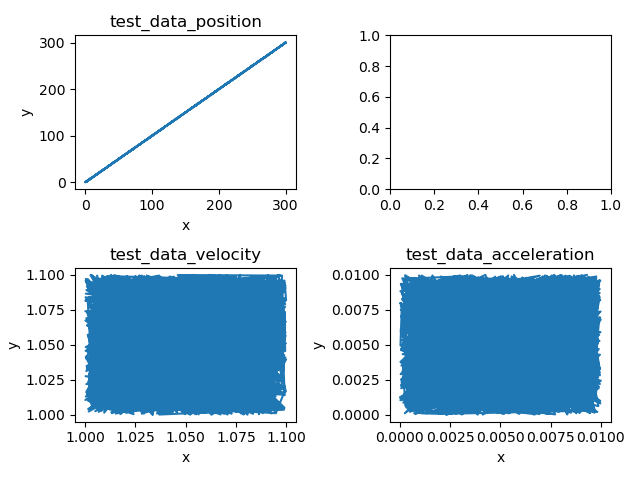 test_data_position
300
200
100
0
y
0 100 200 300
x
1.0
0.8
0.6
0.4
0.2
0.0
0.0 0.2 0.4 0.6 0.8 1.0
test_data_velocity
1.100
1.075
1.050
1.025
1.000
y
1.000 1.025 1.050 1.075 1.100
x
test_data_acceleration
0.0100
0.0075
0.0050
0.0025
0.0000
y
0.0000 0.0025 0.0050 0.0075 0.0100
x